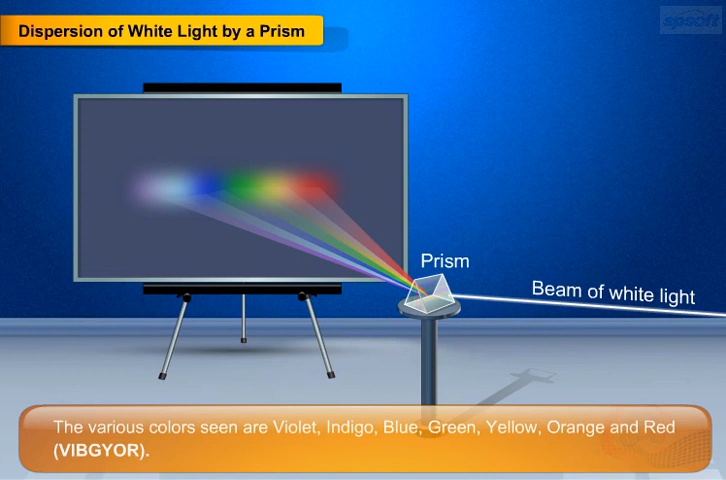 Dispersion of White Light by a Prism
spsoft
Prism
Beam of white light
The various colors seen are Violet, Indigo, Blue, Green, Yellow, Orange and Red
(VIBGYOR).